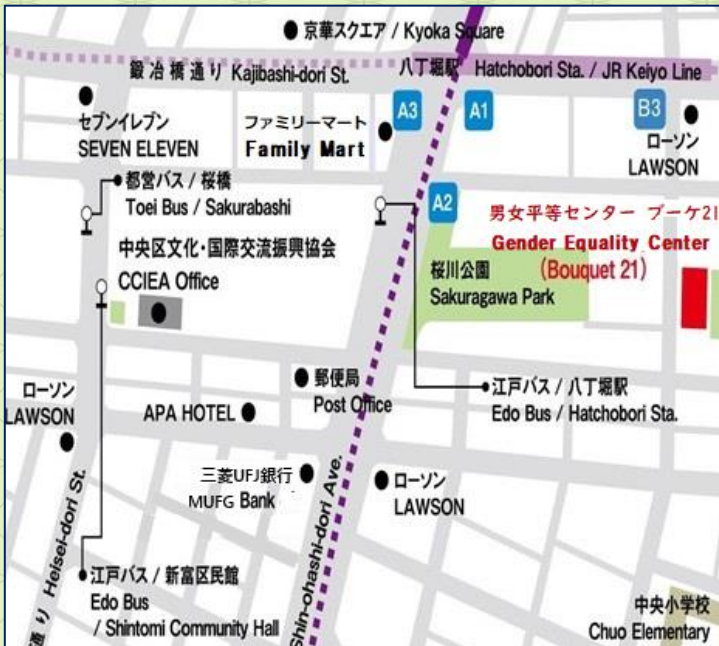 京華スクエア / Kyoka Square
鍛冶橋通り Kajibashi-dori St.
八丁堀駅 Hatchobori Sta. / JR Keiyo Line
A3
A1
B3
セブンイレブン
SEVEN ELEVEN
ファミリーマート
Family Mart
ローソン
LAWSON
都営バス / 桜橋
Toei Bus / Sakurabashi
A2
男女平等センター ブーケ21
Gender Equality Center
(Bouquet 21)
中央区文化・国際交流振興協会
CCIEA Office
桜川公園
Sakuragawa Park
郵便局
Post Office
江戸バス / 八丁堀駅
Edo Bus / Hatchobori Sta.
ローソン
LAWSON
APA HOTEL
三菱UFJ銀行
MUFG Bank
ローソン
LAWSON
通り Heisei-dori St.
Shin-ohashi-dori Ave.
江戸バス / 新富区民館
Edo Bus
/ Shintomi Community Hall
中央小学校
Chuo Elementary